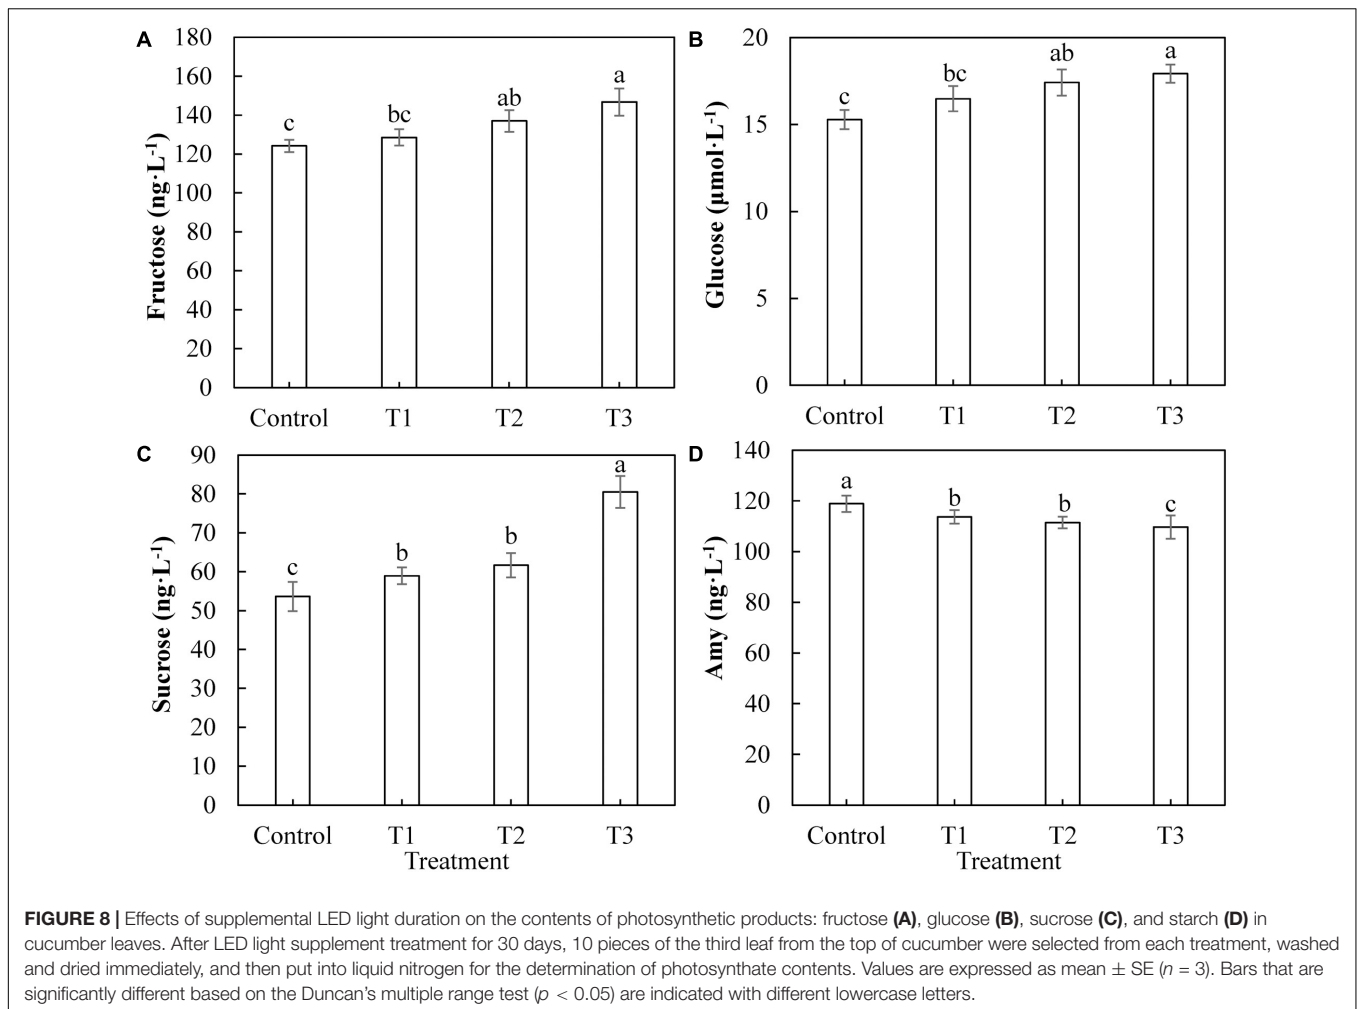 A
180
160
140
120
100
80
60
40
20
0
Fructose (ng·L⁻¹)
c
bc
ab
a
Control T1 T2 T3
B
20
15
10
5
0
Glucose (µmol·L⁻¹)
c
bc
ab
a
Control T1 T2 T3
C
90
80
70
60
50
40
30
20
10
0
Sucrose (ng·L⁻¹)
c
b
b
a
Control T1 T2 T3
Treatment
D
140
120
100
80
60
40
20
0
Amy (ng·L⁻¹)
a
b
b
c
Control T1 T2 T3
Treatment
FIGURE 8 | Effects of supplemental LED light duration on the contents of photosynthetic products: fructose (A), glucose (B), sucrose (C), and starch (D) in
cucumber leaves. After LED light supplement treatment for 30 days, 10 pieces of the third leaf from the top of cucumber were selected from each treatment, washed
and dried immediately, and then put into liquid nitrogen for the determination of photosynthate contents. Values are expressed as mean ± SE (n = 3). Bars that are
significantly different based on the Duncan's multiple range test (p < 0.05) are indicated with different lowercase letters.